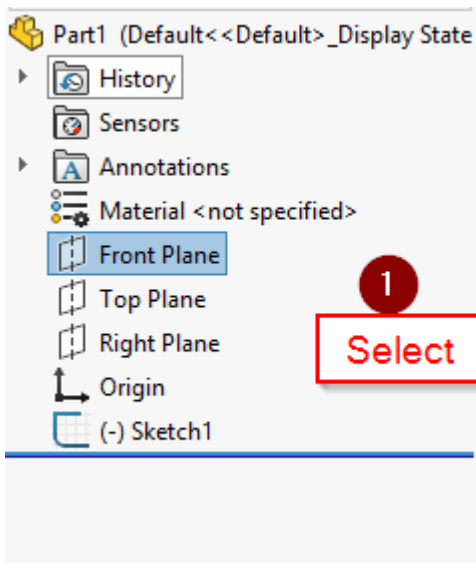 Part1 (Default<<Default>_Display State
History
Sensors
A Annotations
Material <not specified>
Front Plane
Top Plane
1
Right Plane
Select
Origin
(-) Sketch1